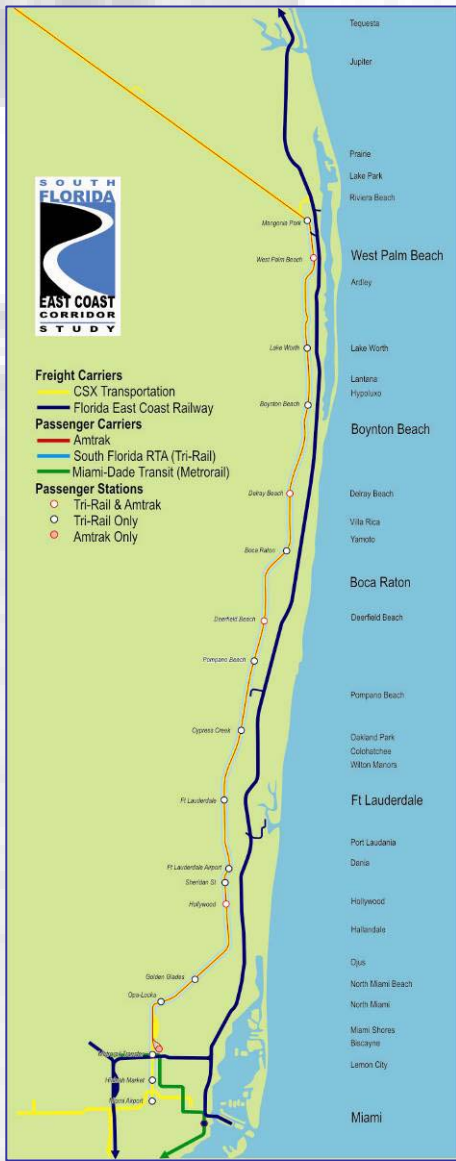 Tequesta
Jupiter
Prairie
Lake Park
Riviera Beach
Mangonia Park
West Palm Beach
West Palm Beach
Ardley
SOUTH
FLORIDA
EAST COAST
CORRIDOR
STUDY
Lake Worth
Lake Worth
Lantana
Hypoluxo
Freight Carriers
CSX Transportation
Florida East Coast Railway
Passenger Carriers
Amtrak
South Florida RTA (Tri-Rail)
Miami-Dade Transit (Metrorail)
Passenger Stations
Tri-Rail & Amtrak
Tri-Rail Only
Amtrak Only
Boynton Beach
Boynton Beach
Delray Beach
Delray Beach
Villa Rica
Yamoto
Boca Raton
Boca Raton
Deerfield Beach
Deerfield Beach
Pompano Beach
Pompano Beach
Cypress Creek
Oakland Park
Colohatchee
Wilton Manors
Ft Lauderdale
Ft Lauderdale
Port Laudania
Dania
Ft Lauderdale Airport
Sheridan St
Hollywood
Hollywood
Hallandale
Ojus
Golden Glades
North Miami Beach
Opa-Locka
North Miami
Miami Shores
Biscayne
Metrorail Transfer
Lemon City
Hialeah Market
Miami Airport
Miami